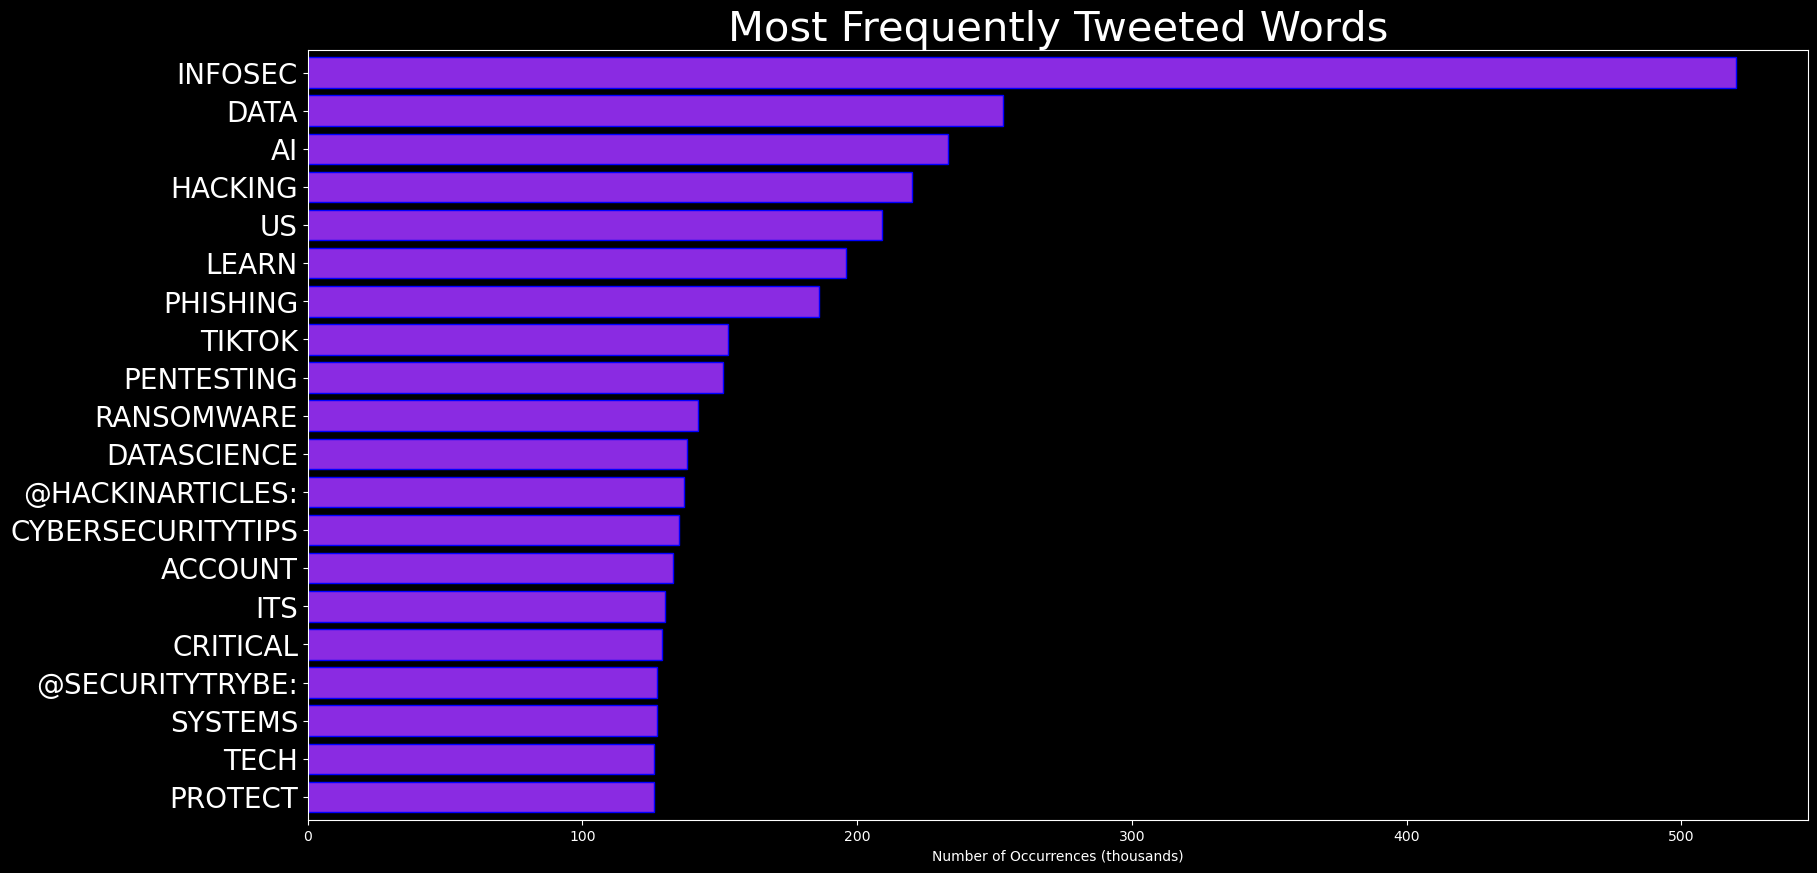 Most Frequently Tweeted Words
INFOSEC
DATA
AI
HACKING
US
LEARN
PHISHING
TIKTOK
PENTESTING
RANSOMWARE
DATASCIENCE
@HACKINARTICLES:
CYBERSECURITYTIPS
ACCOUNT
ITS
CRITICAL
@SECURITYTRYBE:
SYSTEMS
TECH
PROTECT
0 100 200 300 400 500
Number of Occurrences (thousands)